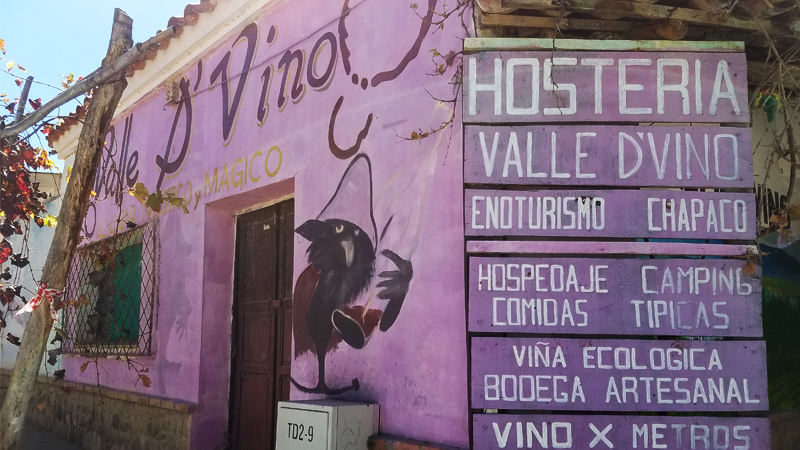 Valle D'Vino
y MAGICO
HOSTERIA
VALLE D'VINO
ENOTURISMO CHAPACO
HOSPEDAJE CAMPING
COMIDAS TIPICAS
VIÑA ECOLOGICA
BODEGA ARTESANAL
VINO X METROS
TD2-9